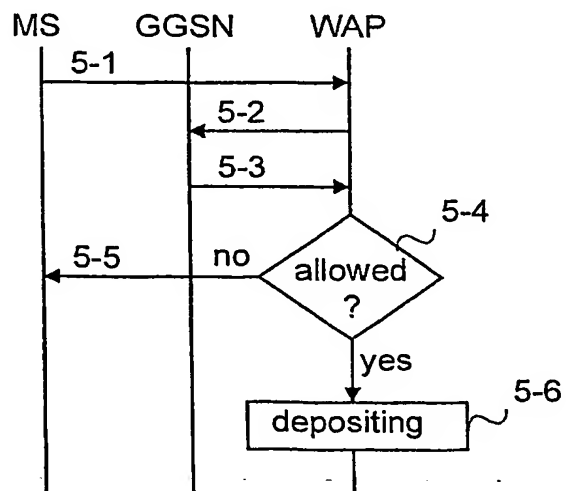 MS GGSN WAP
5-1
5-2
5-3
5-4
5-5 no allowed
?
yes
5-6
depositing